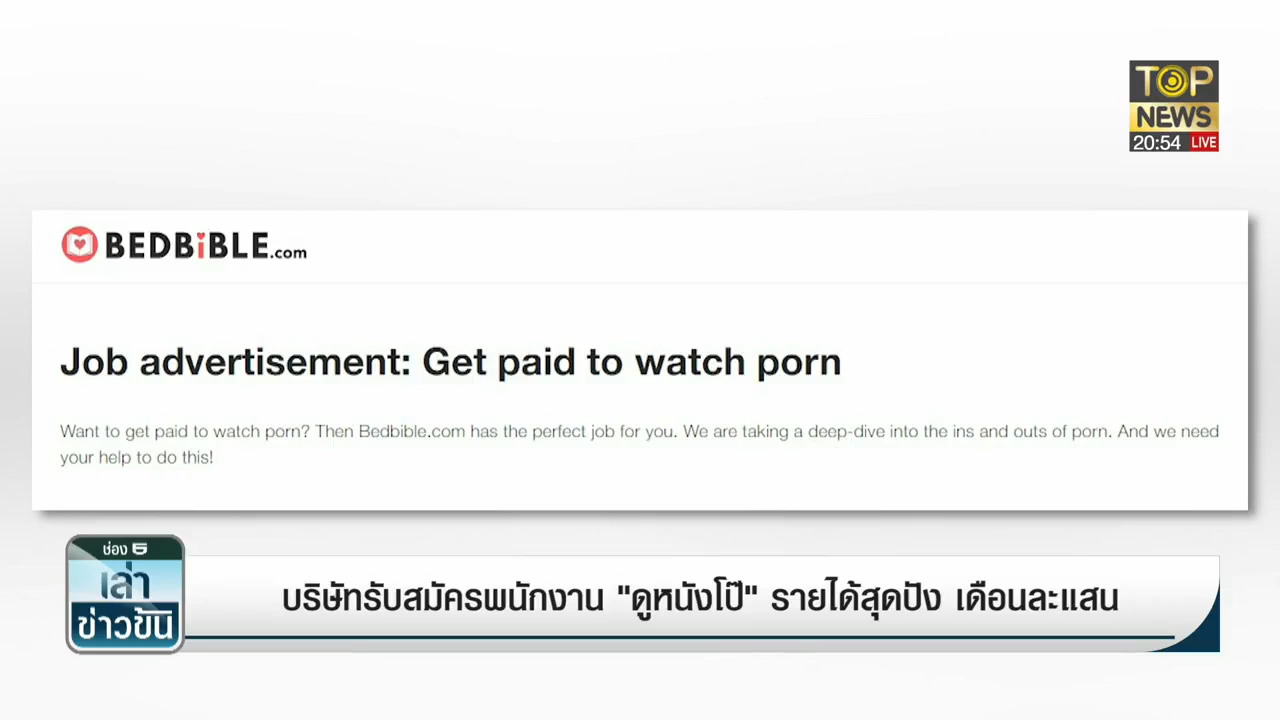 TOP
NEWS
20:54 LIVE
BEDBiBLE.com
Job advertisement: Get paid to watch porn
Want to get paid to watch porn? Then Bedbible.com has the perfect job for you. We are taking a deep-dive into the ins and outs of porn. And we need
your help to do this!
ช่อง 5
เล่า
ข่าวข้น
บริษัทรับสมัครพนักงาน "ดูหนังโป๊" รายได้สุดปัง เดือนละแสน